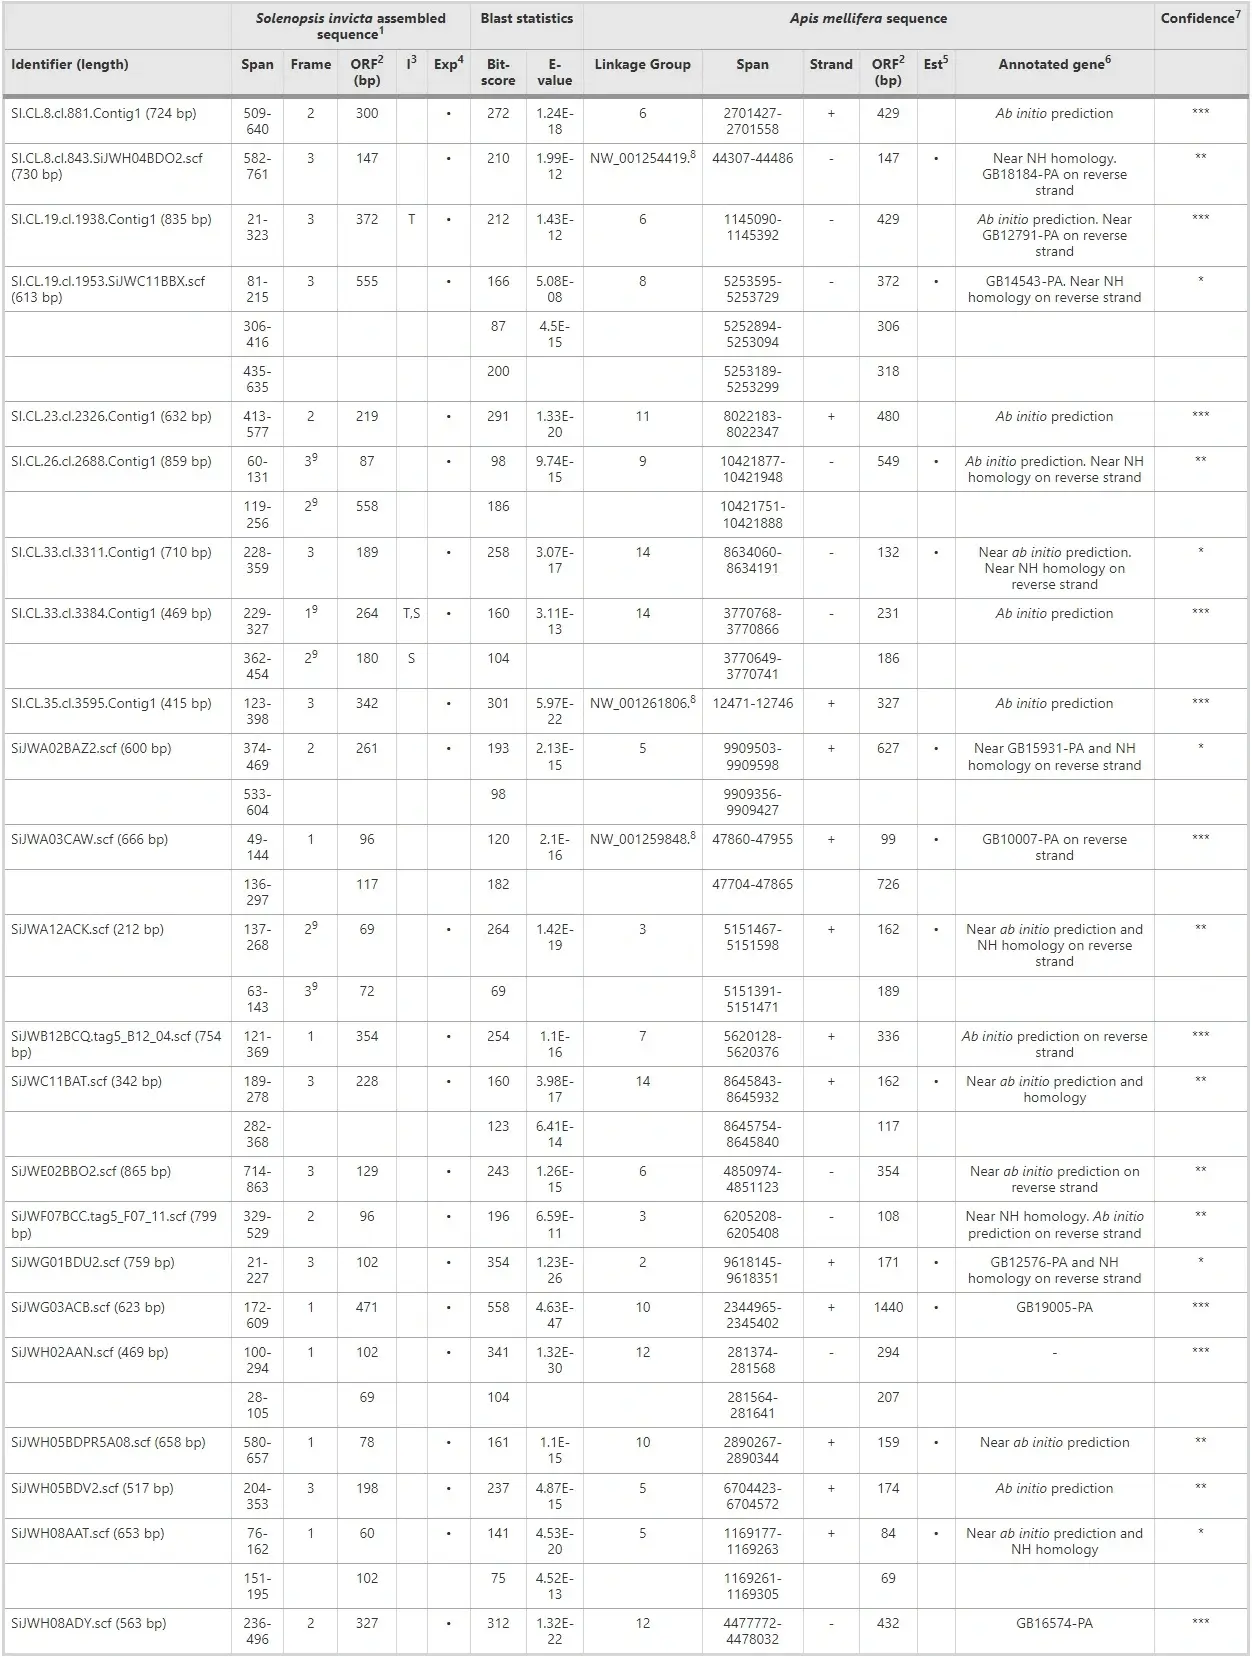 Solenopsis invicta assembled sequence1 Blast statistics Apis mellifera sequence Confidence7
Identifier (length) Span Frame ORF2 (bp) I3 Exp4 Bit-score E-value Linkage Group Span Strand ORF2 (bp) Est5 Annotated gene6
SI.CL.8.cl.881.Contig1 (724 bp) 509-640 2 300 • 272 1.24E-18 6 2701427-2701558 + 429 Ab initio prediction ***
SI.CL.8.cl.843.SiJWH04BDO2.scf (730 bp) 582-761 3 147 • 210 1.99E-12 NW_001254419.8 44307-44486 - 147 • Near NH homology. GB18184-PA on reverse strand **
SI.CL.19.cl.1938.Contig1 (835 bp) 21-323 3 372 T • 212 1.43E-12 6 1145090-1145392 - 429 Ab initio prediction. Near GB12791-PA on reverse strand ***
SI.CL.19.cl.1953.SiJWC11BBX.scf (613 bp) 81-215 3 555 • 166 5.08E-08 8 5253595-5253729 - 372 • GB14543-PA. Near NH homology on reverse strand *
306-416 87 4.5E-15 5252894-5253094 306
435-635 200 5253189-5253299 318
SI.CL.23.cl.2326.Contig1 (632 bp) 413-577 2 219 • 291 1.33E-20 11 8022183-8022347 + 480 Ab initio prediction ***
SI.CL.26.cl.2688.Contig1 (859 bp) 60-131 39 87 • 98 9.74E-15 9 10421877-10421948 - 549 • Ab initio prediction. Near NH homology on reverse strand **
119-256 29 558 186 10421751-10421888
SI.CL.33.cl.3311.Contig1 (710 bp) 228-359 3 189 • 258 3.07E-17 14 8634060-8634191 - 132 • Near ab initio prediction. Near NH homology on reverse strand *
SI.CL.33.cl.3384.Contig1 (469 bp) 229-327 19 264 T,S • 160 3.11E-13 14 3770768-3770866 - 231 Ab initio prediction ***
362-454 29 180 S 104 3770649-3770741 186
SI.CL.35.cl.3595.Contig1 (415 bp) 123-398 3 342 • 301 5.97E-22 NW_001261806.8 12471-12746 + 327 Ab initio prediction ***
SiJWA02BAZ2.scf (600 bp) 374-469 2 261 • 193 2.13E-15 5 9909503-9909598 + 627 • Near GB15931-PA and NH homology on reverse strand *
533-604 98 9909356-9909427
SiJWA03CAW.scf (666 bp) 49-144 1 96 120 2.1E-16 NW_001259848.8 47860-47955 + 99 • GB10007-PA on reverse strand ***
136-297 117 182 47704-47865 726
SiJWA12ACK.scf (212 bp) 137-268 29 69 • 264 1.42E-19 3 5151467-5151598 + 162 • Near ab initio prediction and NH homology on reverse strand **
63-143 39 72 69 5151391-5151471 189
SiJWB12BCQ.tag5_B12_04.scf (754 bp) 121-369 1 354 • 254 1.1E-16 7 5620128-5620376 + 336 Ab initio prediction on reverse strand ***
SiJWC11BAT.scf (342 bp) 189-278 3 228 • 160 3.98E-17 14 8645843-8645932 + 162 • Near ab initio prediction and homology **
282-368 123 6.41E-14 8645754-8645840 117
SiJWE02BBO2.scf (865 bp) 714-863 3 129 • 243 1.26E-15 6 4850974-4851123 - 354 Near ab initio prediction on reverse strand **
SiJWF07BCC.tag5_F07_11.scf (799 bp) 329-529 2 96 • 196 6.59E-11 3 6205208-6205408 - 108 Near NH homology. Ab initio prediction on reverse strand **
SiJWG01BDU2.scf (759 bp) 21-227 3 102 • 354 1.23E-26 2 9618145-9618351 + 171 • GB12576-PA and NH homology on reverse strand *
SiJWG03ACB.scf (623 bp) 172-609 1 471 • 558 4.63E-47 10 2344965-2345402 + 1440 • GB19005-PA ***
SiJWH02AAN.scf (469 bp) 100-294 1 102 • 341 1.32E-30 12 281374-281568 - 294 - ***
28-105 69 104 281564-281641 207
SiJWH05BDPR5A08.scf (658 bp) 580-657 1 78 • 161 1.1E-15 10 2890267-2890344 + 159 • Near ab initio prediction **
SiJWH05BDV2.scf (517 bp) 204-353 3 198 • 237 4.87E-15 5 6704423-6704572 + 174 Ab initio prediction **
SiJWH08AAT.scf (653 bp) 76-162 1 60 • 141 4.53E-20 5 1169177-1169263 + 84 • Near ab initio prediction and NH homology *
151-195 102 75 4.52E-13 1169261-1169305 69
SiJWH08ADY.scf (563 bp) 236-496 2 327 • 312 1.32E-22 12 4477772-4478032 - 432 GB16574-PA ***